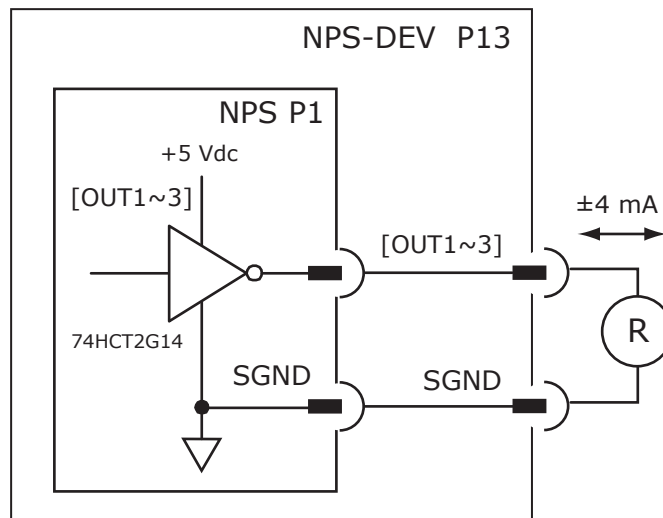 NPS-DEV P13
NPS P1
+5 Vdc
[OUT1~3]
±4 mA
[OUT1~3]
74HCT2G14
R
SGND
SGND